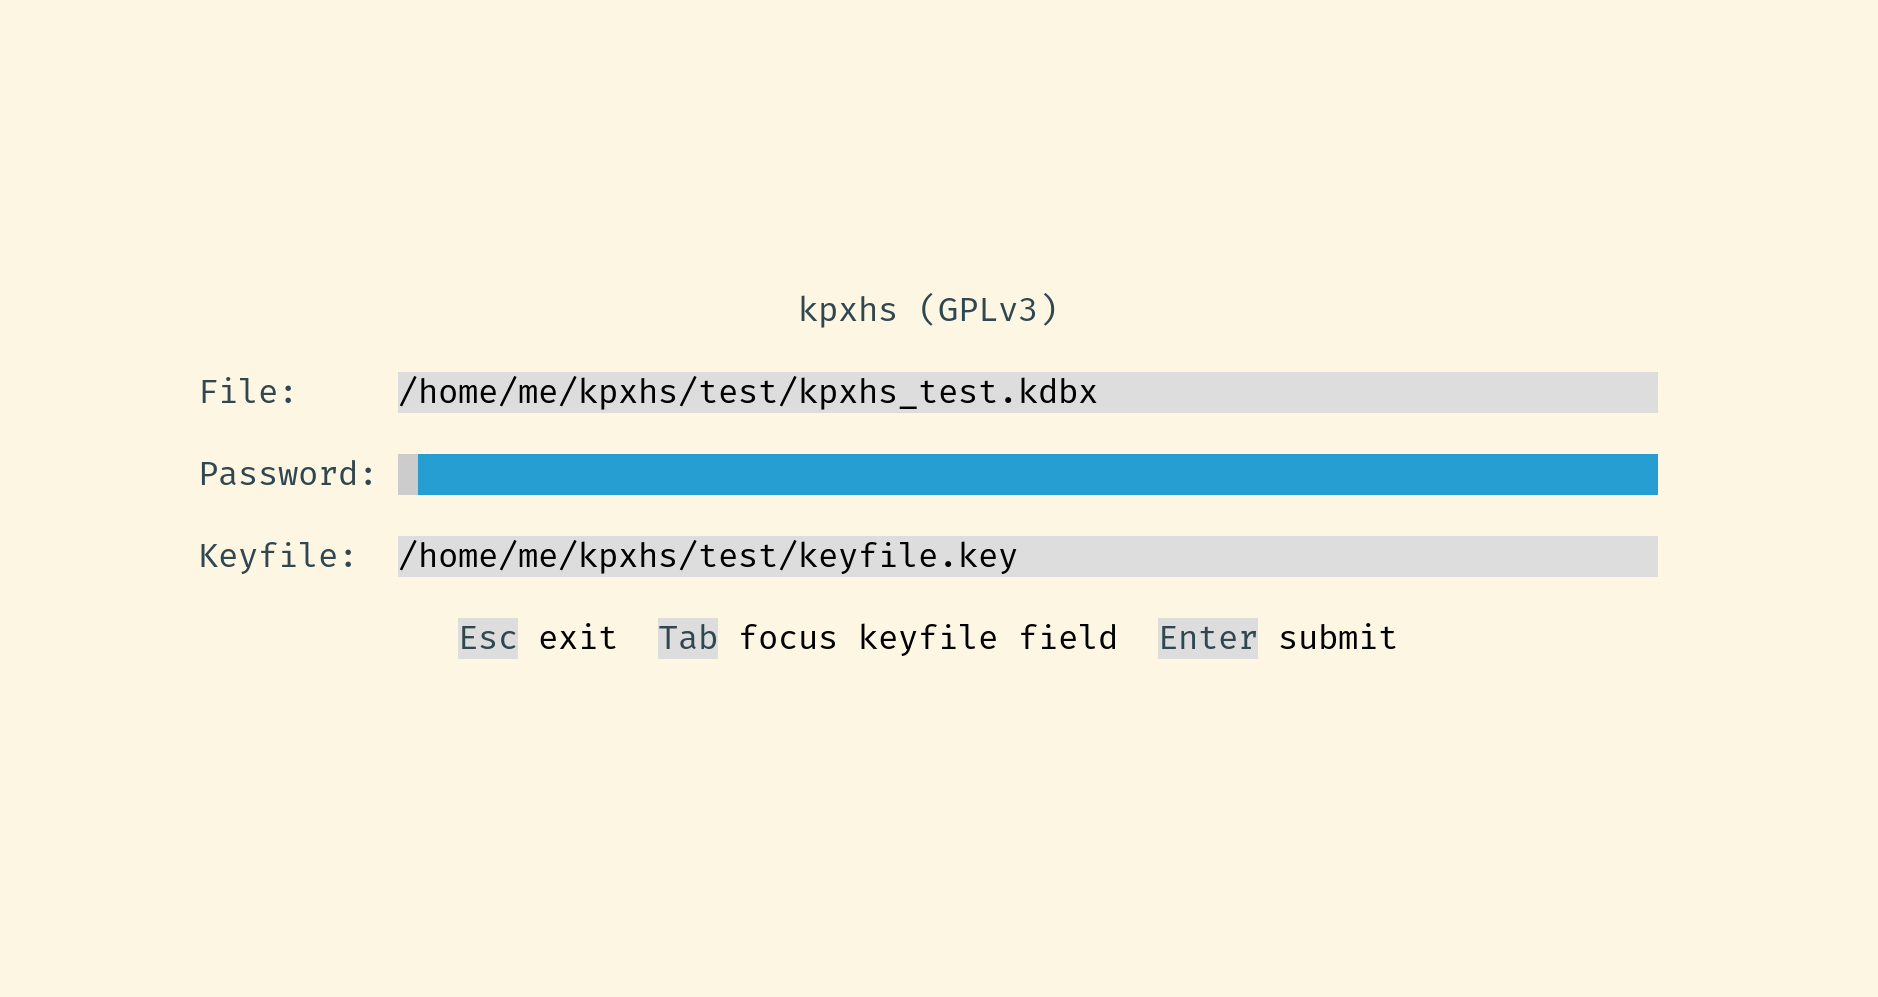 kpxhs (GPLv3)
File: /home/me/kpxhs/test/kpxhs_test.kdbx
Password:
Keyfile: /home/me/kpxhs/test/keyfile.key
Esc exit Tab focus keyfile field Enter submit